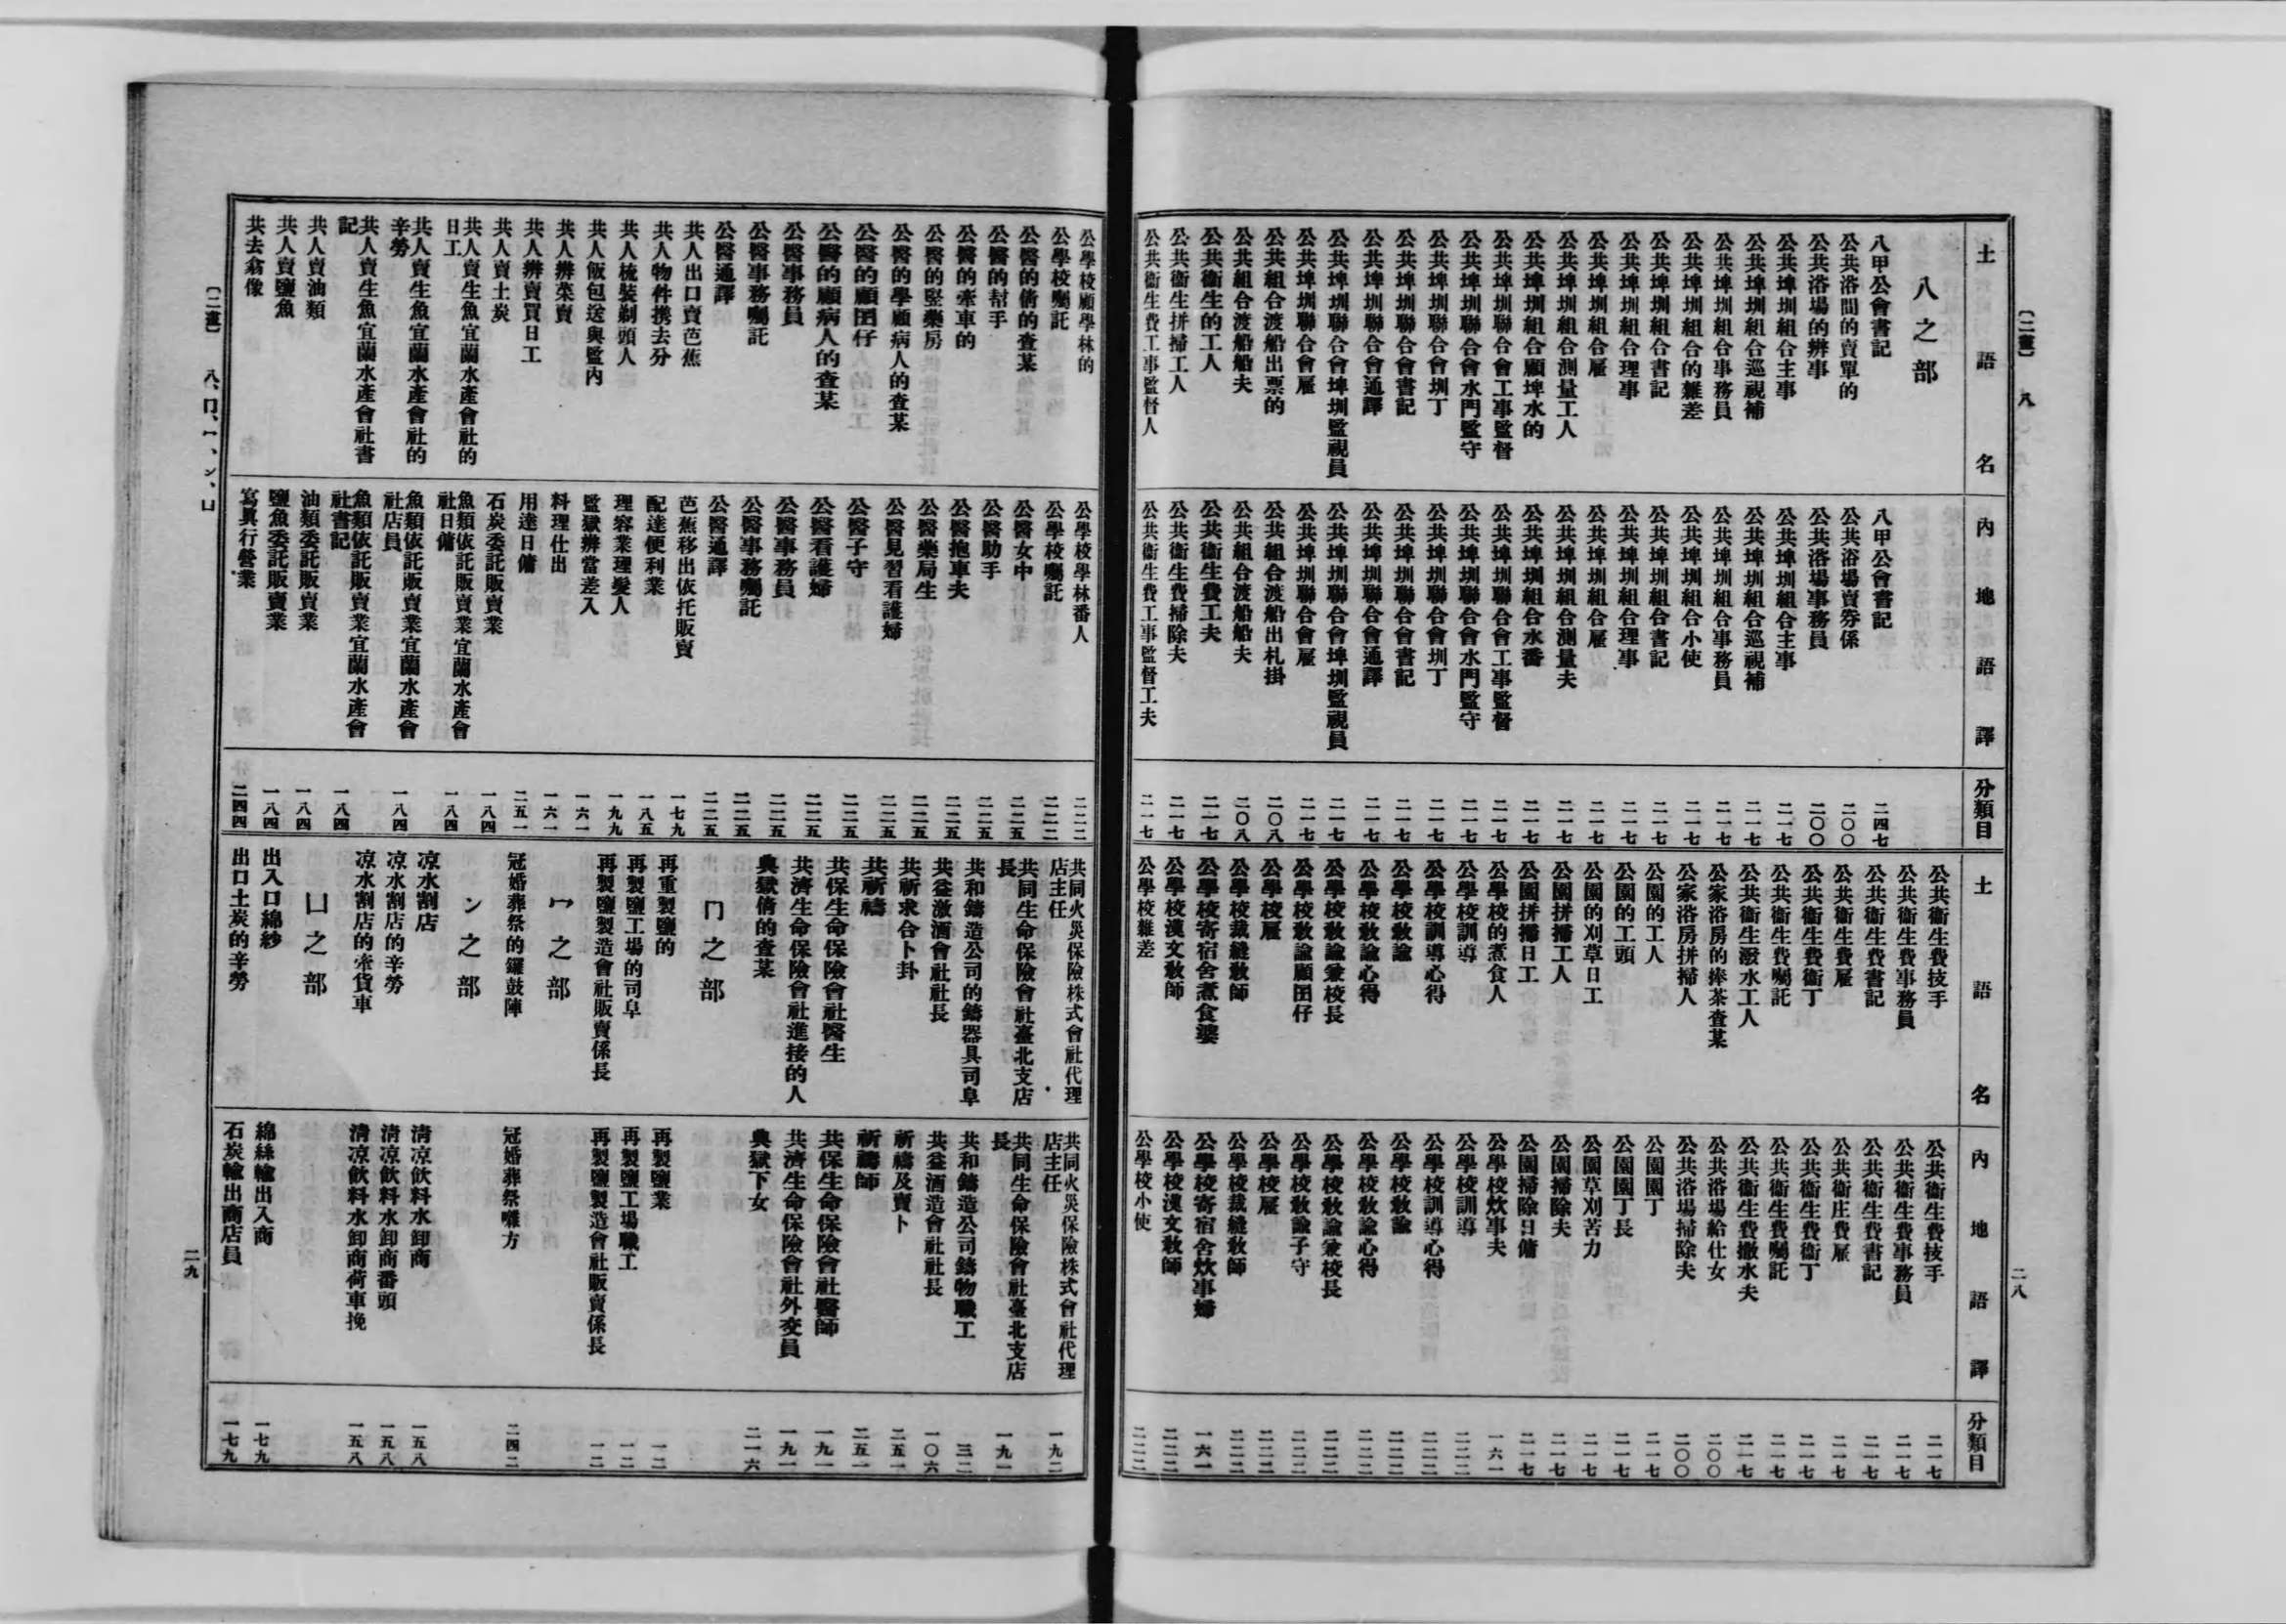 〔二畫〕 八
二八
土語名 內地語譯 分類目
八之部
八甲公會書記 八甲公會書記 二四七
公共浴間的賣單的 公共浴場賣劵係 二〇〇
公共浴場的辨事 公共浴場事務員 二〇〇
公共埤圳組合主事 公共埤圳組合主事 二一七
公共埤圳組合巡視補 公共埤圳組合巡視補 二一七
公共埤圳組合事務員 公共埤圳組合事務員 二一七
公共埤圳組合的雜差 公共埤圳組合小使 二一七
公共埤圳組合書記 公共埤圳組合書記 二一七
公共埤圳組合理事 公共埤圳組合理事 二一七
公共埤圳組合雇 公共埤圳組合雇 二一七
公共埤圳組合測量工人 公共埤圳組合測量夫 二一七
公共埤圳組合顧埤水的 公共埤圳組合水番 二一七
公共埤圳聯合會工事監督 公共埤圳聯合會工事監督 二一七
公共埤圳聯合會水門監守 公共埤圳聯合會水門監守 二一七
公共埤圳聯合會圳丁 公共埤圳聯合會圳丁 二一七
公共埤圳聯合會書記 公共埤圳聯合會書記 二一七
公共埤圳聯合會通譯 公共埤圳聯合會通譯 二一七
公共埤圳聯合會埤圳監視員 公共埤圳聯合會埤圳監視員 二一七
公共埤圳聯合會雇 公共埤圳聯合會雇 二一七
公共組合渡船出票的 公共組合渡船出札掛 二〇八
公共組合渡船船夫 公共組合渡船船夫 二〇八
公共衞生的工人 公共衞生費工夫 二一七
公共衞生拼掃工人 公共衞生費掃除夫 二一七
公共衞生費工事監督人 公共衞生費工事監督工夫 二一七
土語名 內地語譯 分類目
公共衞生費技手 公共衞生費技手 二一七
公共衞生費事務員 公共衞生費事務員 二一七
公共衞生費書記 公共衞生費書記 二一七
公共衞生費雇 公共衞庄費雇 二一七
公共衞生費衞丁 公共衞生費衞丁 二一七
公共衞生費囑託 公共衞生費囑託 二一七
公共衞生潑水工人 公共衞生費撒水夫 二一七
公家浴房的捧茶查某 公共浴場給仕女 二〇〇
公家浴房拼掃人 公共浴場掃除夫 二〇〇
公園的工人 公園園丁 二一七
公園的工頭 公園園丁長 二一七
公園的刈草日工 公園草刈苦力 二一七
公園拼掃工人 公園掃除夫 二一七
公園拼掃日工 公園掃除日傭 二一七
公學校的煮食人 公學校炊事夫 一六一
公學校訓導 公學校訓導 二二二
公學校訓導心得 公學校訓導心得 二二二
公學校敎諭 公學校敎諭 二二二
公學校敎諭心得 公學校敎諭心得 二二二
公學校敎諭兼校長 公學校敎諭兼校長 二二二
公學校敎諭顧囝仔 公學校敎諭子守 二二二
公學校雇 公學校雇 二二二
公學校裁縫敎師 公學校裁縫敎師 二二二
公學校寄宿舍煮食婆 公學校寄宿舍炊事婦 一六一
公學校漢文敎師 公學校漢文敎師 二二二
公學校雜差 公學校小使 二二二
公學校顧學林的 公學校學林番人 二二二
公學校囑託 公學校囑託 二二二
公醫的倩的查某 公醫女中 二二五
公醫的幇手 公醫助手 二二五
公醫的牽車的 公醫抱車夫 二二五
公醫的堅藥房 公醫藥局生 二二五
公醫的學顧病人的查某 公醫見習看護婦 二二五
公醫的顧囝仔 公醫子守 二二五
公醫的顧病人的查某 公醫看護婦 二二五
公醫事務員 公醫事務員 二二五
公醫事務囑託 公醫事務囑託 二二五
公醫通譯 公醫通譯 二二五
共人出口賣芭蕉 芭蕉移出依托販賣 一七九
共人物件携去分 配達便利業 一八五
共人梳裝剃頭人 理容業理髮人 一九九
共人飯包送與監內 監獄辨當差入 一六一
共人辨菜賣 料理仕出 一六一
共人辨賣買日工 用達日傭 二五一
共人賣土炭 石炭委託販賣業 一八四
共人賣生魚宜蘭水產會社的日工 魚類依託販賣業宜蘭水產會社日傭 一八四
共人賣生魚宜蘭水產會社的辛勞 魚類依託販賣業宜蘭水產會社店員 一八四
共人賣生魚宜蘭水產會社書記 魚類依託販賣業宜蘭水產會社書記 一八四
共人賣油類 油類委託販賣業 一八四
共人賣鹽魚 鹽魚委託販賣業 一八四
共去翕像 寫眞行營業 二四四
共同火災保險株式會社代理店主任 共同火災保險株式會社代理店主任 一九二
共同生命保險會社臺北支店長 共同生命保險會社臺北支店長 一九一
共和鑄造公司的鑄器具司阜 共和鑄造公司鑄物職工 三二
共益激酒會社社長 共益酒造會社社長 一〇六
共祈求合卜卦 祈禱及賣卜 二五一
共祈禱 祈禱師 二五一
共保生命保險會社醫生 共保生命保險會社醫師 一九一
共濟生命保險會社進接的人 共濟生命保險會社外交員 一九一
典獄倩的查某 典獄下女 二一六
冂之部
再重製鹽的 再製鹽業 一二
再製鹽工場的司阜 再製鹽工場職工 一二
再製鹽製造會社販賣係長 再製鹽製造會社販賣係長 一二
冖之部
冠婚葬祭的鑼鼓陣 冠婚葬祭囃方 二四二
冫之部
凉水割店 淸凉飮料水卸商 一五八
凉水割店的辛勞 淸凉飮料水卸商番頭 一五八
凉水割店的牽貨車 淸凉飮料水卸商荷車挽 一五八
凵之部
出入口綿紗 綿絲輸出入商 一七九
出口土炭的辛勞 石炭輸出商店員 一七九
〔二畫〕 八、冂、冖、冫、凵
二九